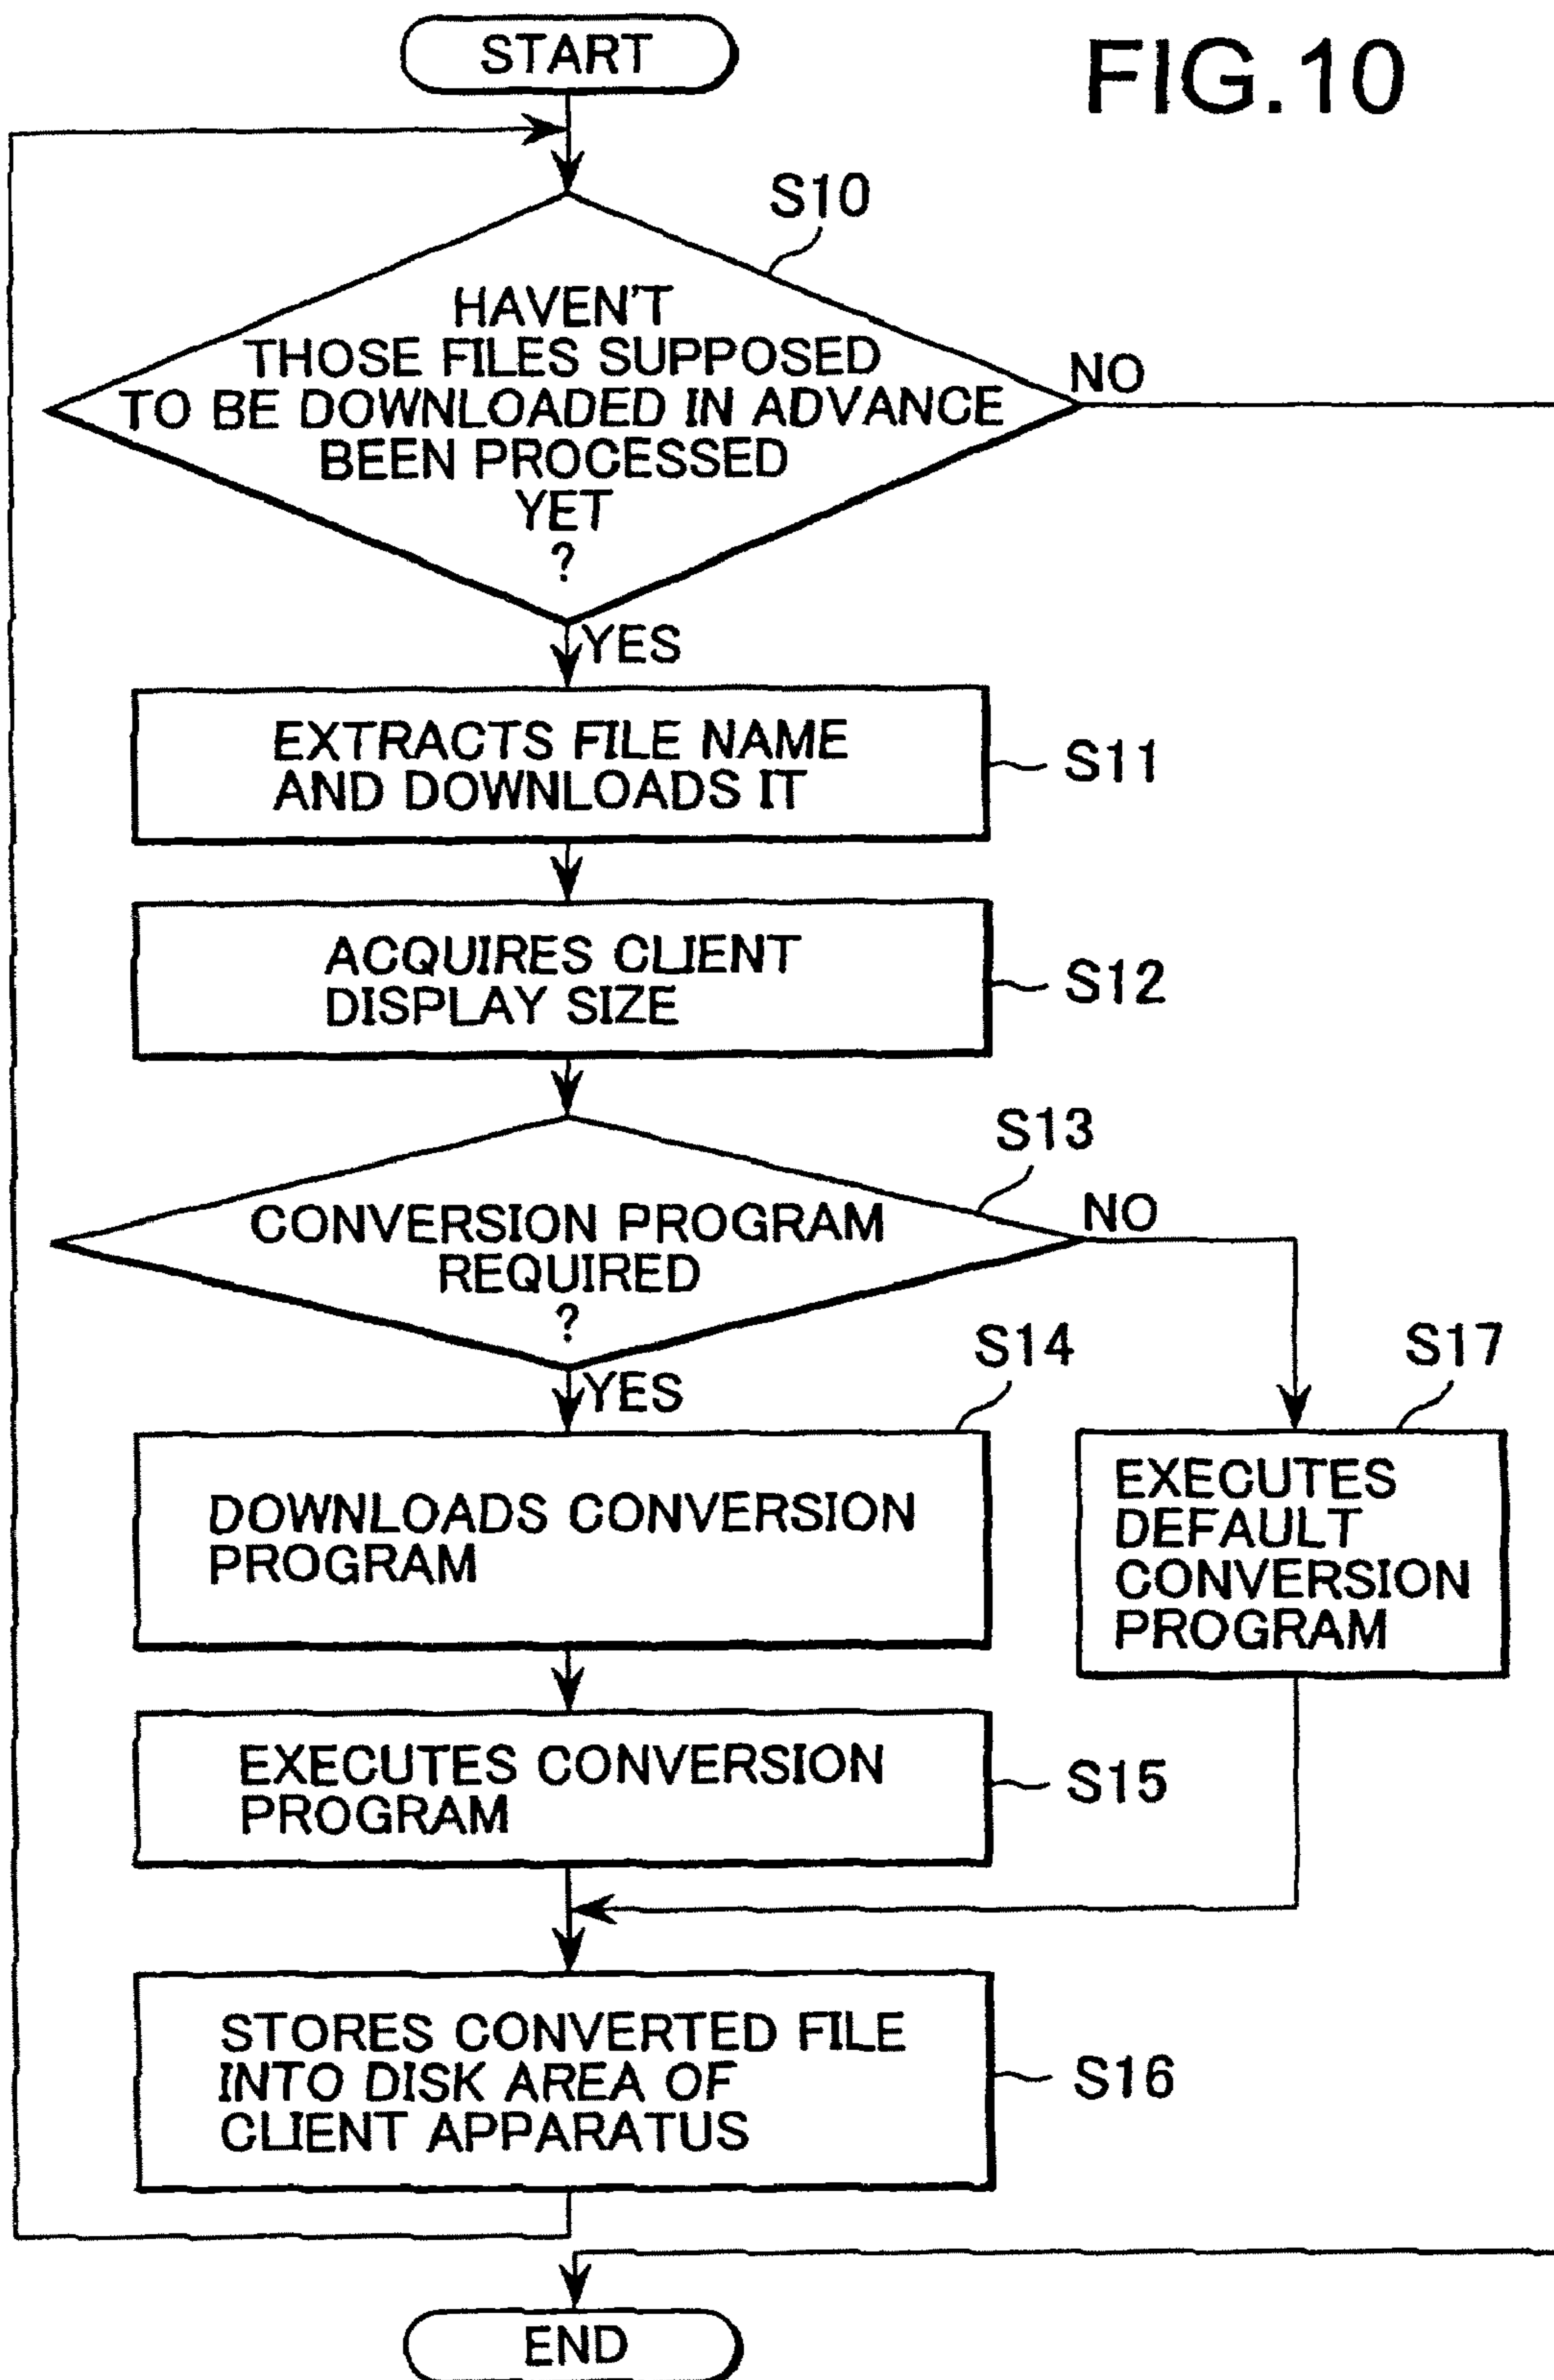 START
FIG.10
S10
HAVEN'T
THOSE FILES SUPPOSED
TO BE DOWNLOADED IN ADVANCE
BEEN PROCESSED
YET
?
NO
YES
EXTRACTS FILE NAME
AND DOWNLOADS IT
S11
ACQUIRES CLIENT
DISPLAY SIZE
S12
S13
CONVERSION PROGRAM
REQUIRED
?
NO
YES
S14
DOWNLOADS CONVERSION
PROGRAM
S17
EXECUTES
DEFAULT
CONVERSION
PROGRAM
EXECUTES CONVERSION
PROGRAM
S15
STORES CONVERTED FILE
INTO DISK AREA OF
CLIENT APPARATUS
S16
END